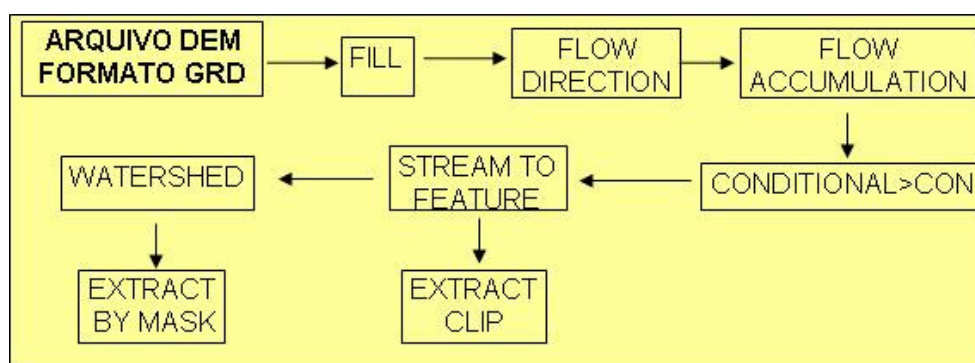 ARQUIVO DEM
FORMATO GRD
FILL
FLOW
DIRECTION
FLOW
ACCUMULATION
CONDITIONAL>CON
STREAM TO
FEATURE
WATERSHED
EXTRACT
BY MASK
EXTRACT
CLIP